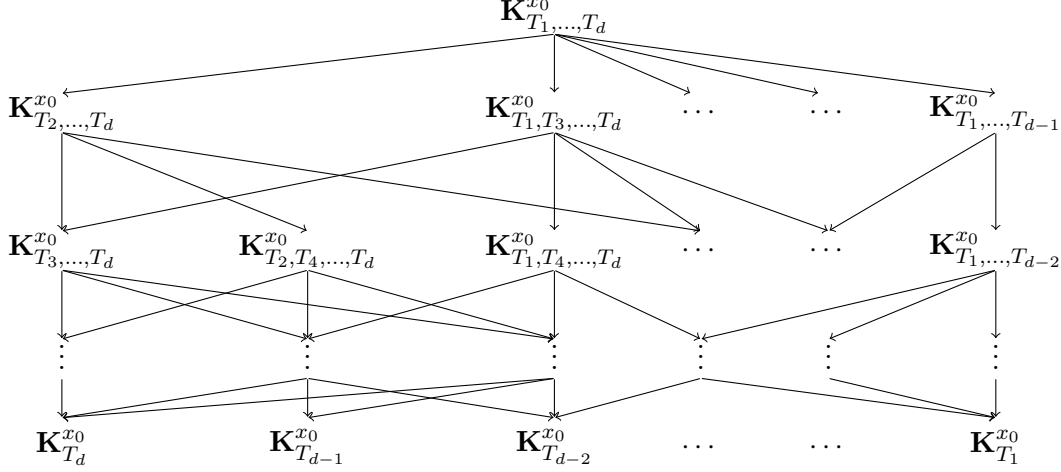 K^{x_0}_{T_1,...,T_d}
K^{x_0}_{T_2,...,T_d} K^{x_0}_{T_1,T_3,...,T_d} ... ... K^{x_0}_{T_1,...,T_{d-1}}
K^{x_0}_{T_3,...,T_d} K^{x_0}_{T_2,T_4,...,T_d} K^{x_0}_{T_1,T_4,...,T_d} ... ... K^{x_0}_{T_1,...,T_{d-2}}
⋮ ⋮ ⋮ ⋮ ⋮ ⋮
K^{x_0}_{T_d} K^{x_0}_{T_{d-1}} K^{x_0}_{T_{d-2}} ... ... K^{x_0}_{T_1}